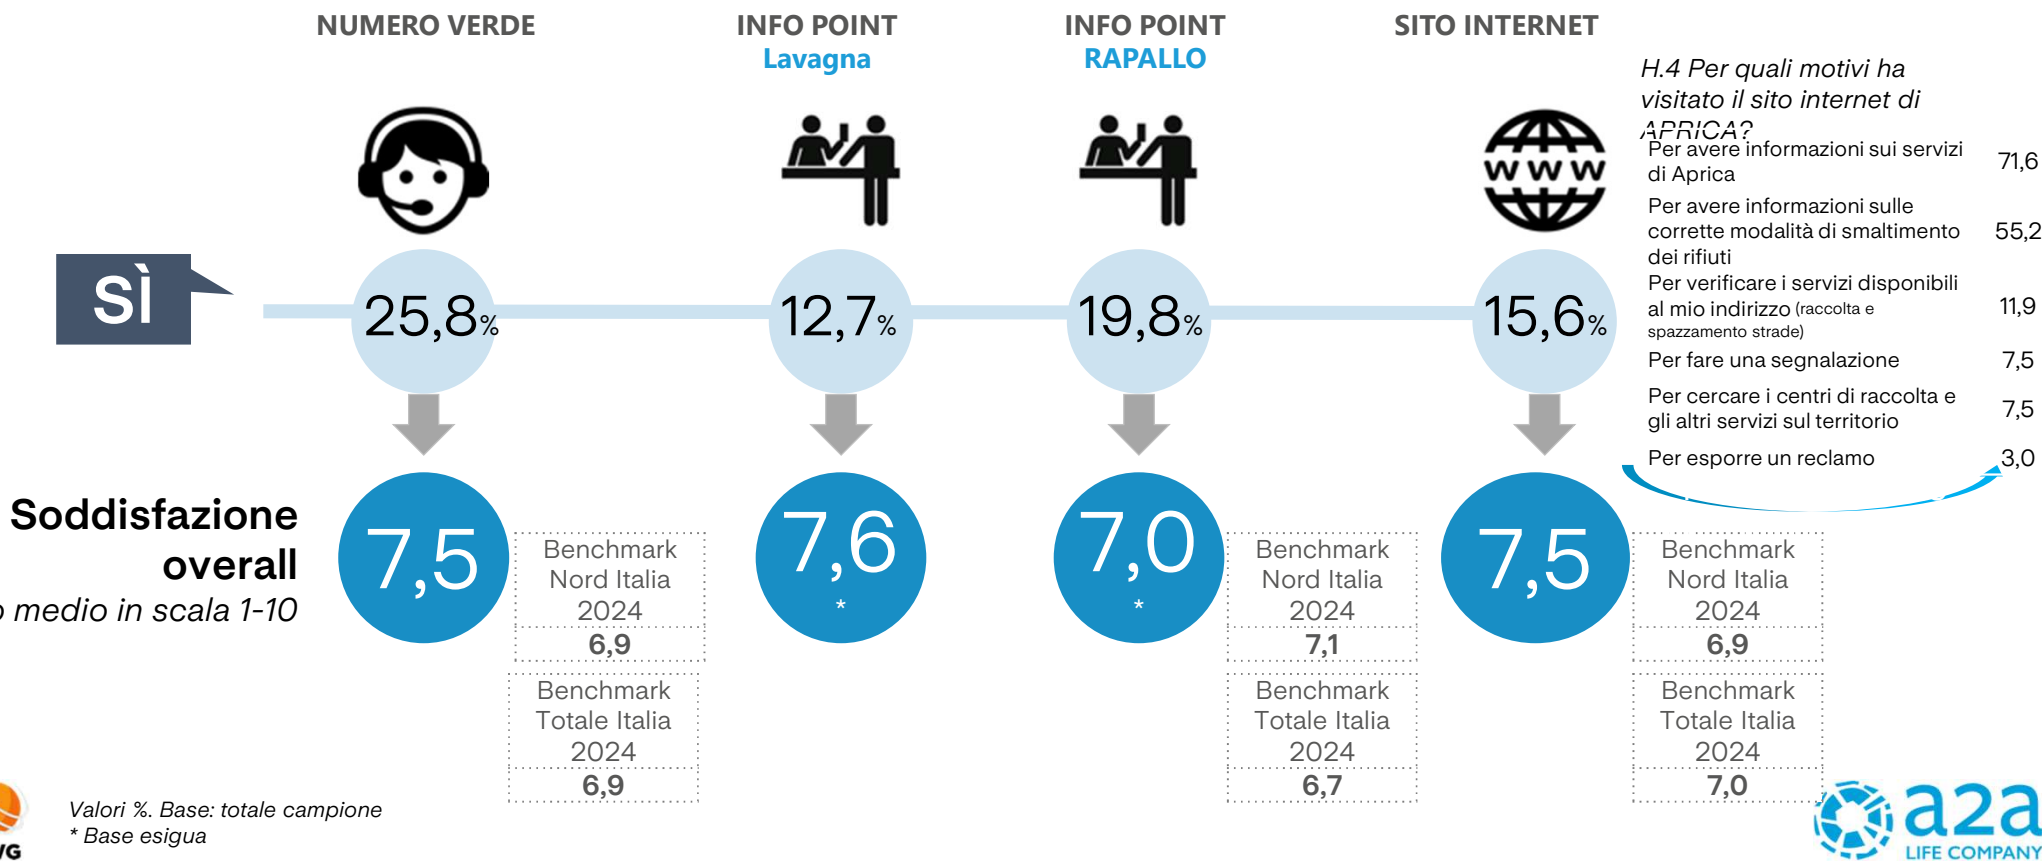 NUMERO VERDE
INFO POINT
Lavagna
INFO POINT
RAPALLO
SITO INTERNET
H.4 Per quali motivi ha
visitato il sito internet di
APRICA?
Per avere informazioni sui servizi
di Aprica
71,6
Per avere informazioni sulle
corrette modalità di smaltimento
dei rifiuti
55,2
Per verificare i servizi disponibili
al mio indirizzo (raccolta e
spazzamento strade)
11,9
Per fare una segnalazione
7,5
Per cercare i centri di raccolta e
gli altri servizi sul territorio
7,5
Per esporre un reclamo
3,0
WWW
SÌ
25,8%
12,7%
19,8%
15,6%
Soddisfazione
overall
medio in scala 1-10
7,5
Benchmark
Nord Italia
2024
6,9
Benchmark
Totale Italia
2024
6,9
7,6
*
7,0
*
Benchmark
Nord Italia
2024
7,1
Benchmark
Totale Italia
2024
6,7
7,5
Benchmark
Nord Italia
2024
6,9
Benchmark
Totale Italia
2024
7,0
Valori %. Base: totale campione
* Base esigua
a2a
LIFE COMPANY